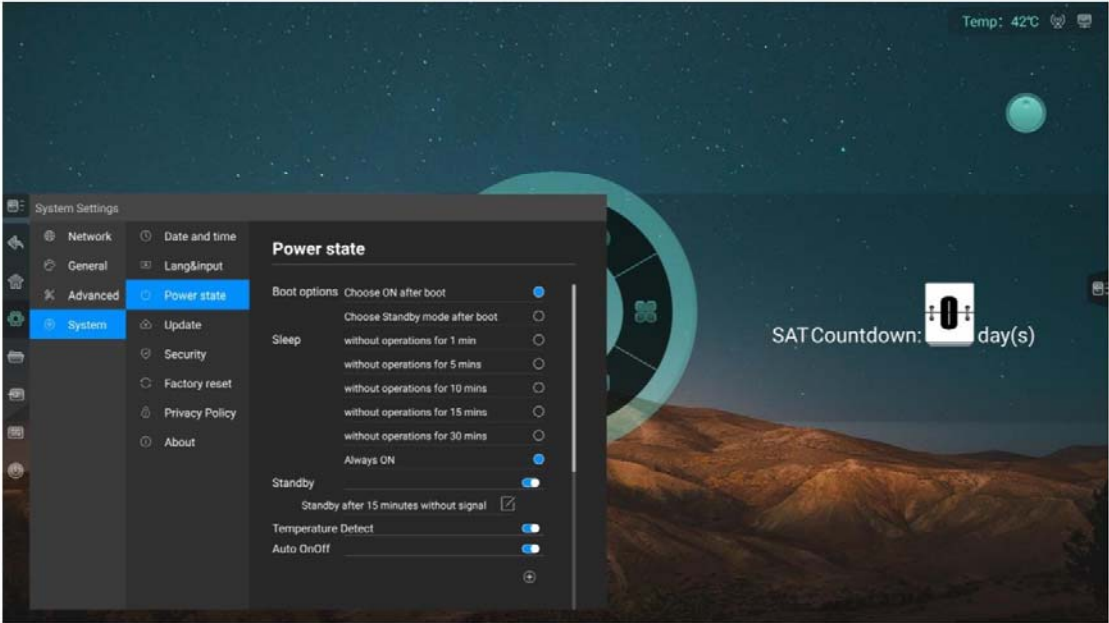 Temp: 42℃
System Settings
Network
General
Advanced
System
Date and time
Lang&input
Power state
Update
Security
Factory reset
Privacy Policy
About
Power state
Boot options Choose ON after boot
Choose Standby mode after boot
Sleep without operations for 1 min
without operations for 5 mins
without operations for 10 mins
without operations for 15 mins
without operations for 30 mins
Always ON
Standby
Standby after 15 minutes without signal
Temperature Detect
Auto OnOff
SAT Countdown: 0 day(s)